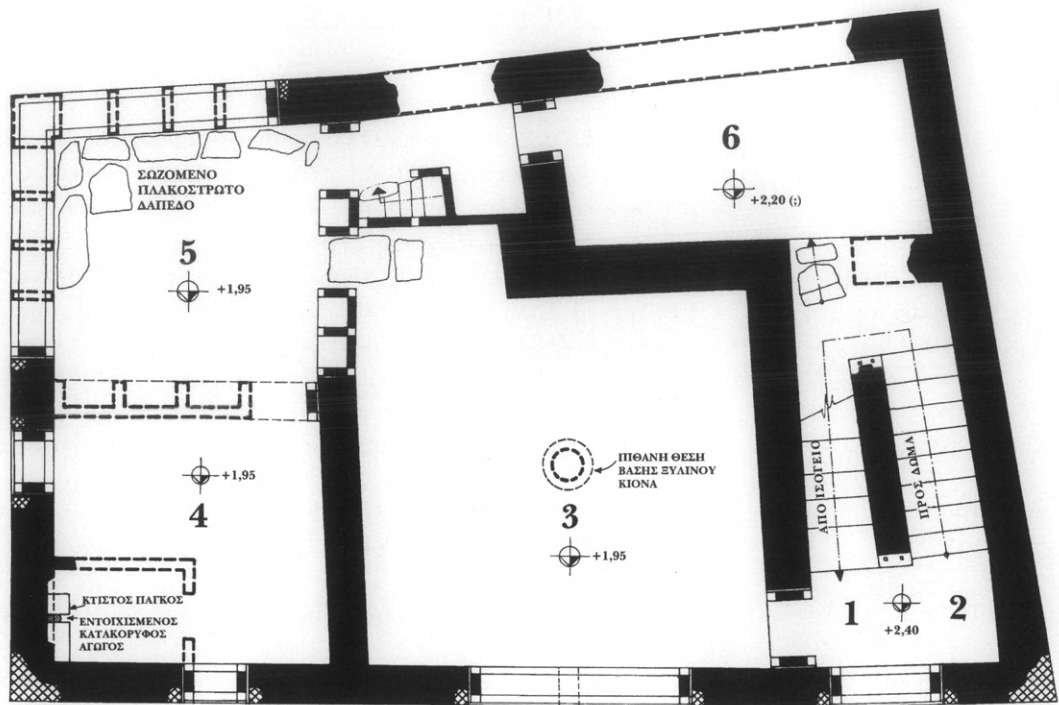 6
+2,20 (;)
ΣΩΖΟΜΕΝΟ
ΠΛΑΚΟΣΤΡΩΤΟ
ΔΑΠΕΔΟ
5
+1,95
+1,95
4
ΠΙΘΑΝΗ ΘΕΣΗ
ΒΑΣΗΣ ΞΥΛΙΝΟΥ
ΚΙΟΝΑ
3
+1,95
ΑΠΟ ΙΣΟΓΕΙΟ
ΠΡΟΣ ΔΩΜΑ
ΚΤΙΣΤΟΣ ΠΑΓΚΟΣ
ΕΝΤΟΙΧΙΣΜΕΝΟΣ
ΚΑΤΑΚΟΡΥΦΟΣ
ΑΓΩΓΟΣ
1
2
+2,40